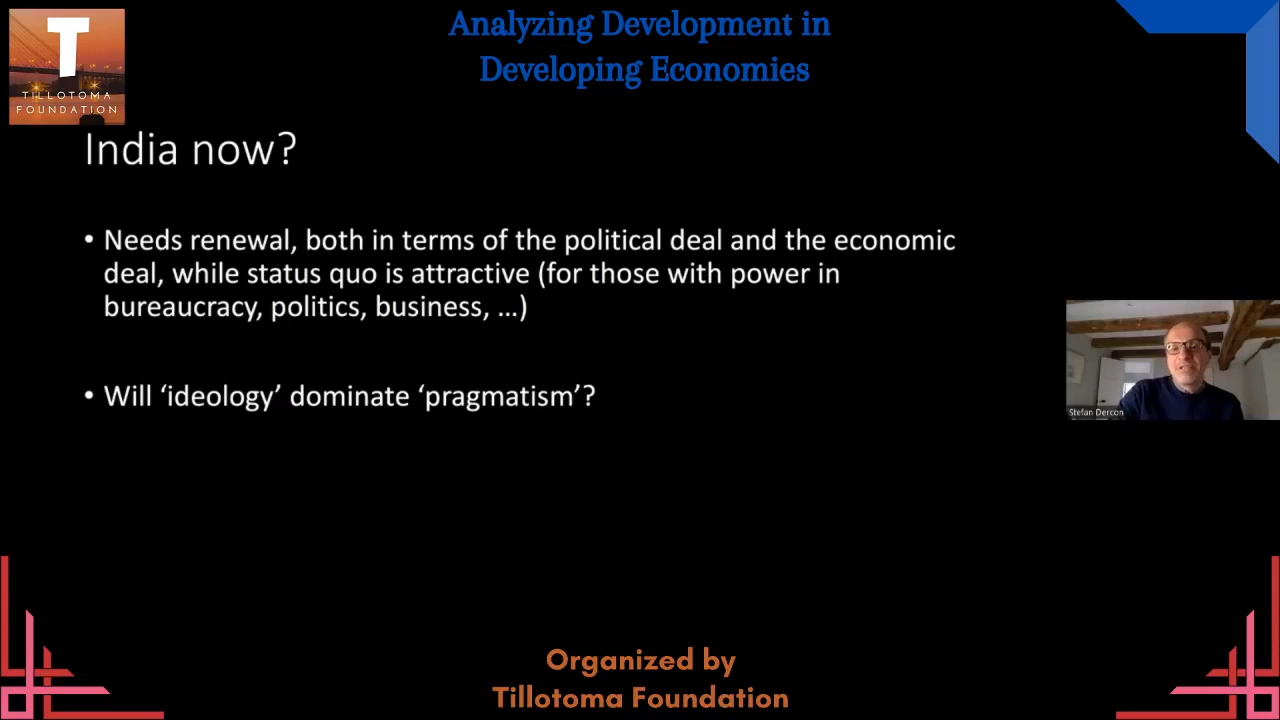 Analyzing Development in
Developing Economies
T
TILLOTOMA
FOUNDATION
India now?
• Needs renewal, both in terms of the political deal and the economic
deal, while status quo is attractive (for those with power in
bureaucracy, politics, business, ...)
• Will ‘ideology’ dominate ‘pragmatism’?
Stefan Dercon
Organized by
Tillotoma Foundation